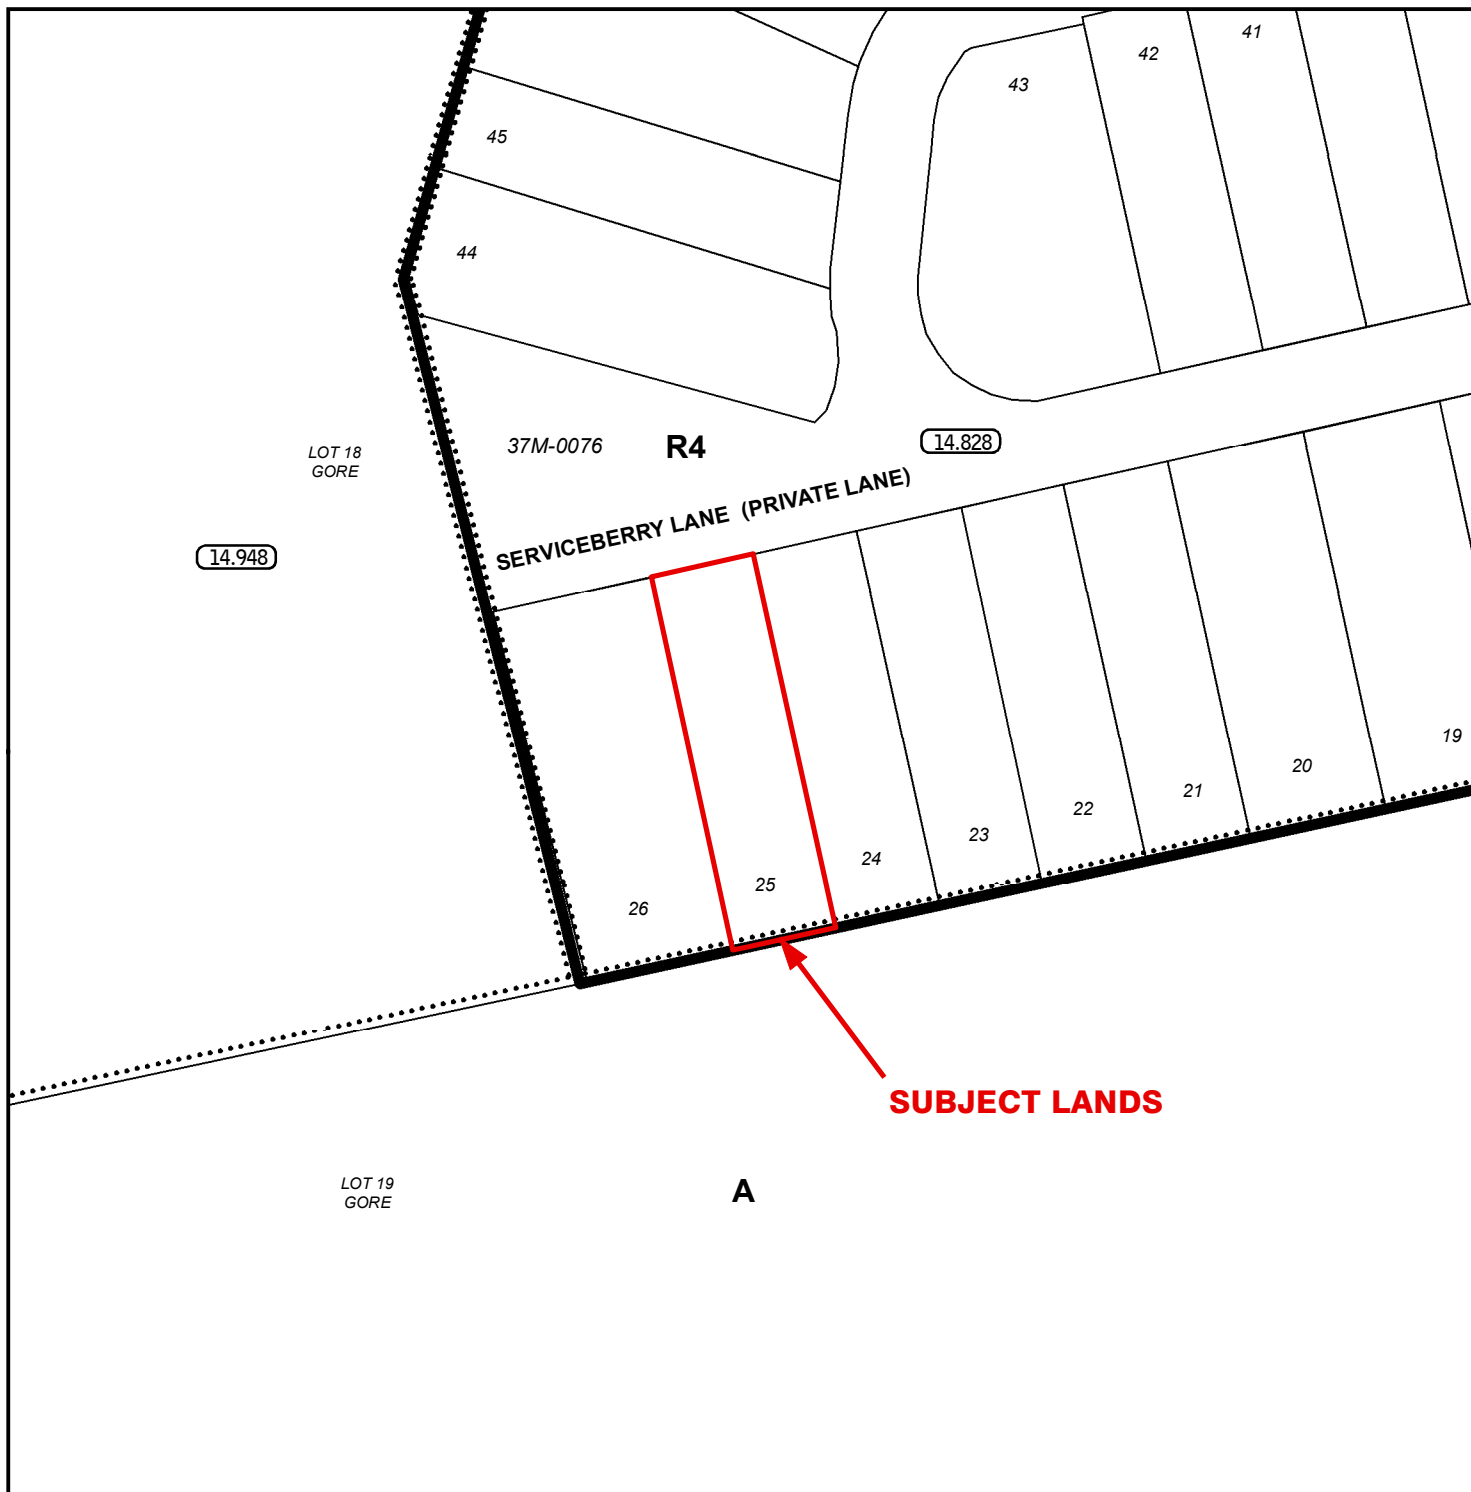 41
42
43
45
44
37M-0076
R4
14.828
LOT 18
GORE
SERVICEBERRY LANE (PRIVATE LANE)
14.948
19
20
21
22
23
24
25
26
SUBJECT LANDS
LOT 19
GORE
A